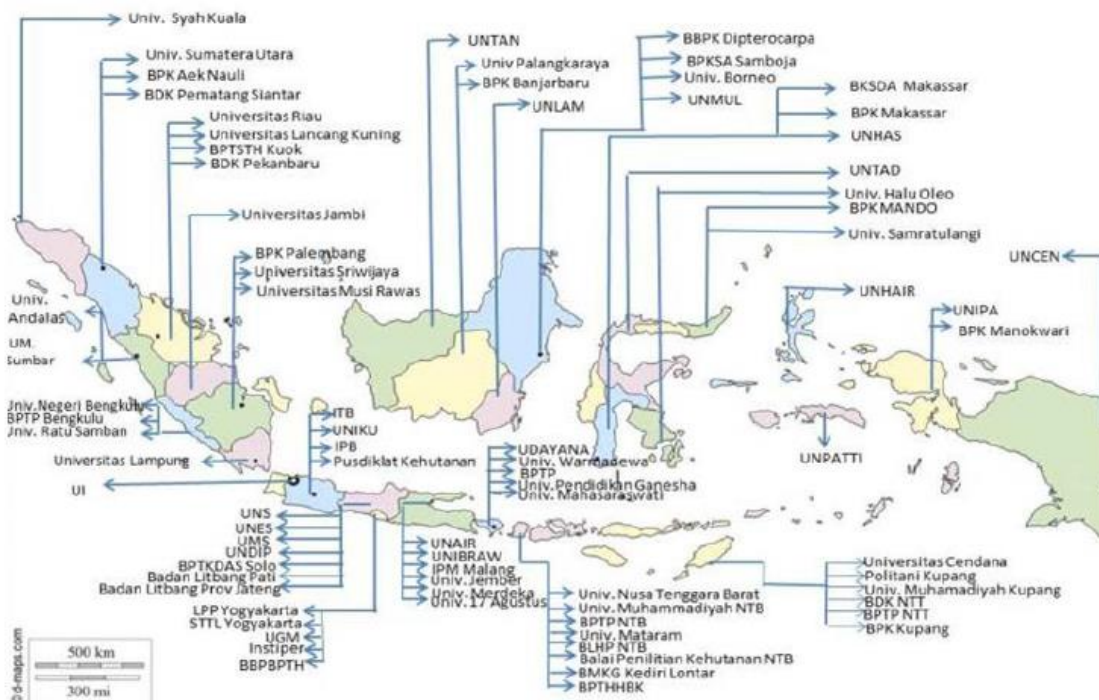 Univ. Syah Kuala
Univ. Sumatera Utara
BPK Aek Nauli
BDK Pematang Siantar
Universitas Riau
Universitas Lancang Kuning
BPTSTH Kuok
BDK Pekanbaru
Universitas Jambi
BPK Palembang
Universitas Sriwijaya
Universitas Musi Rawas
Univ.
Andalas
UM.
Sumbar
Univ.Negeri Bengkulu
BPTP Bengkulu
Univ. Ratu Samban
Universitas Lampung
UI
UNTAN
Univ Palangkaraya
BPK Banjarbaru
UNLAM
BBPK Dipterocarpa
BPKSA Samboja
Univ. Borneo
UNMUL
BKSDA Makassar
BPK Makassar
UNHAS
UNTAD
Univ. Halu Oleo
BPK MANDO
Univ. Samratulangi
UNCEN
UNHAIR
UNIPA
BPK Manokwari
UNPATTI
ITB
UNIKU
IPB
Pusdiklat Kehutanan
UDAYANA
Univ. Warmadewa
BPTP
Univ. Pendidikan Ganesha
Univ. Mahasaraswati
UNS
UNES
UMS
UNDIP
BPTKDAS Solo
Badan Litbang Pati
Badan Litbang Prov Jateng
LPP Yogyakarta
STTL Yogyakarta
UGM
Instiper
BBPBPTH
UNAIR
UNIBRAW
IPM Malang
Univ. Jember
Univ. Merdeka
Univ. 17 Agustus
Univ. Nusa Tenggara Barat
Univ. Muhammadiyah NTB
BPTP NTB
Univ. Mataram
BLHP NTB
Balai Penilitian Kehutanan NTB
BMKG Kediri Lontar
BPTHHBK
Universitas Cendana
Politani Kupang
Univ. Muhamadiyah Kupang
BDK NTT
BPTP NTT
BPK Kupang
500 km
300 mi
© d-maps.com